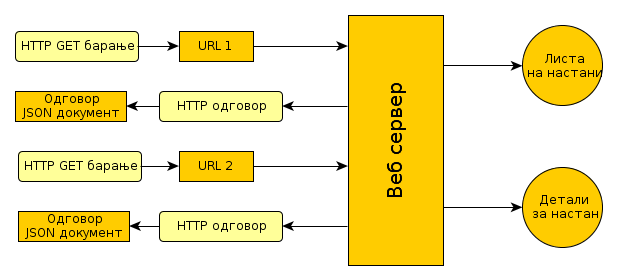 HTTP GET барање
URL 1
Одговор
JSON документ
HTTP одговор
HTTP GET барање
URL 2
Одговор
JSON документ
HTTP одговор
Веб сервер
Листа
на настани
Детали
за настан